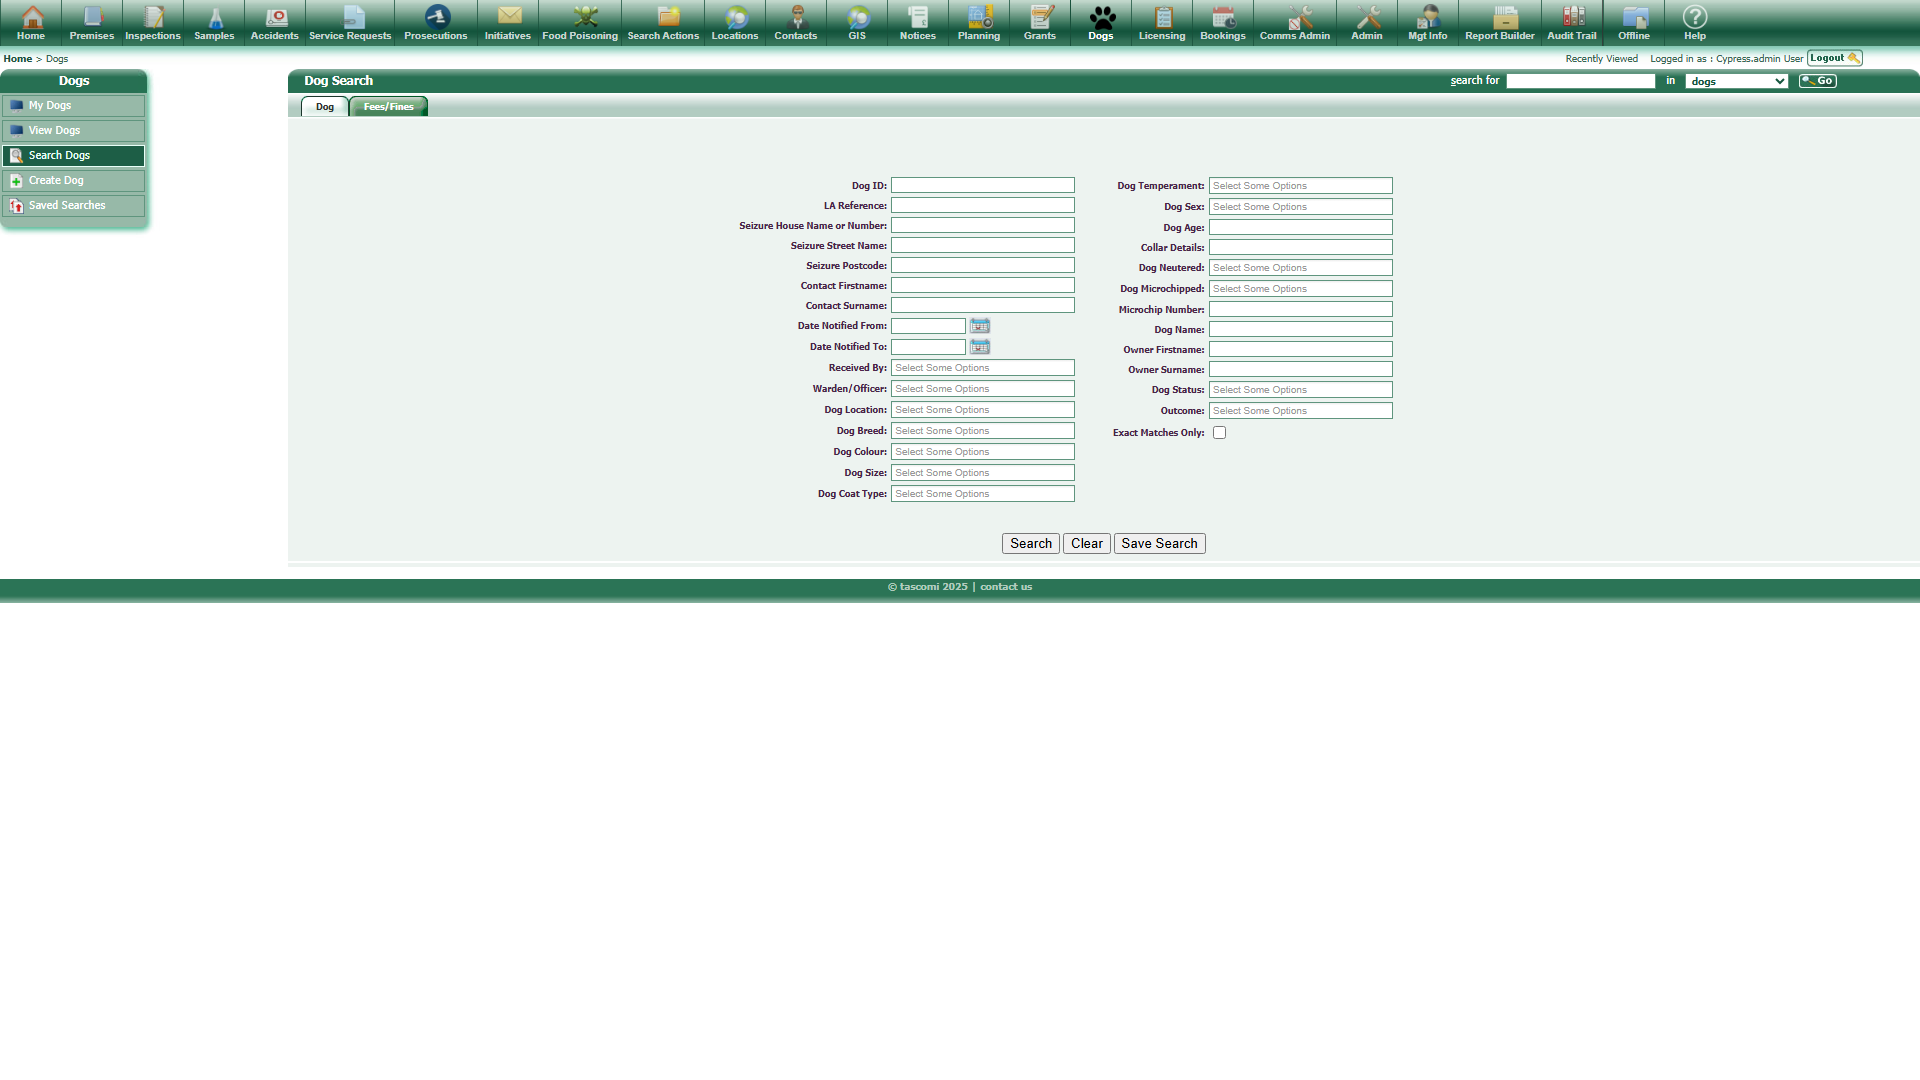 Home Premises Inspections Samples Accidents Service Requests Prosecutions Initiatives Food Poisoning Search Actions Locations Contacts GIS Notices Planning Grants Dogs Licensing Bookings Comms Admin Admin Mgt Info Report Builder Audit Trail Offline Help
Home > Dogs
Recently Viewed Logged in as : Cypress.admin User Logout
Dogs
My Dogs
View Dogs
Search Dogs
Create Dog
Saved Searches
Dog Search
search for in dogs Go
Dog Fees/Fines
Dog ID:
LA Reference:
Seizure House Name or Number:
Seizure Street Name:
Seizure Postcode:
Contact Firstname:
Contact Surname:
Date Notified From:
Date Notified To:
Received By: Select Some Options
Warden/Officer: Select Some Options
Dog Location: Select Some Options
Dog Breed: Select Some Options
Dog Colour: Select Some Options
Dog Size: Select Some Options
Dog Coat Type: Select Some Options
Dog Temperament: Select Some Options
Dog Sex: Select Some Options
Dog Age:
Collar Details:
Dog Neutered: Select Some Options
Dog Microchipped: Select Some Options
Microchip Number:
Dog Name:
Owner Firstname:
Owner Surname:
Dog Status: Select Some Options
Outcome: Select Some Options
Exact Matches Only:
Search Clear Save Search
© tascomi 2025 | contact us